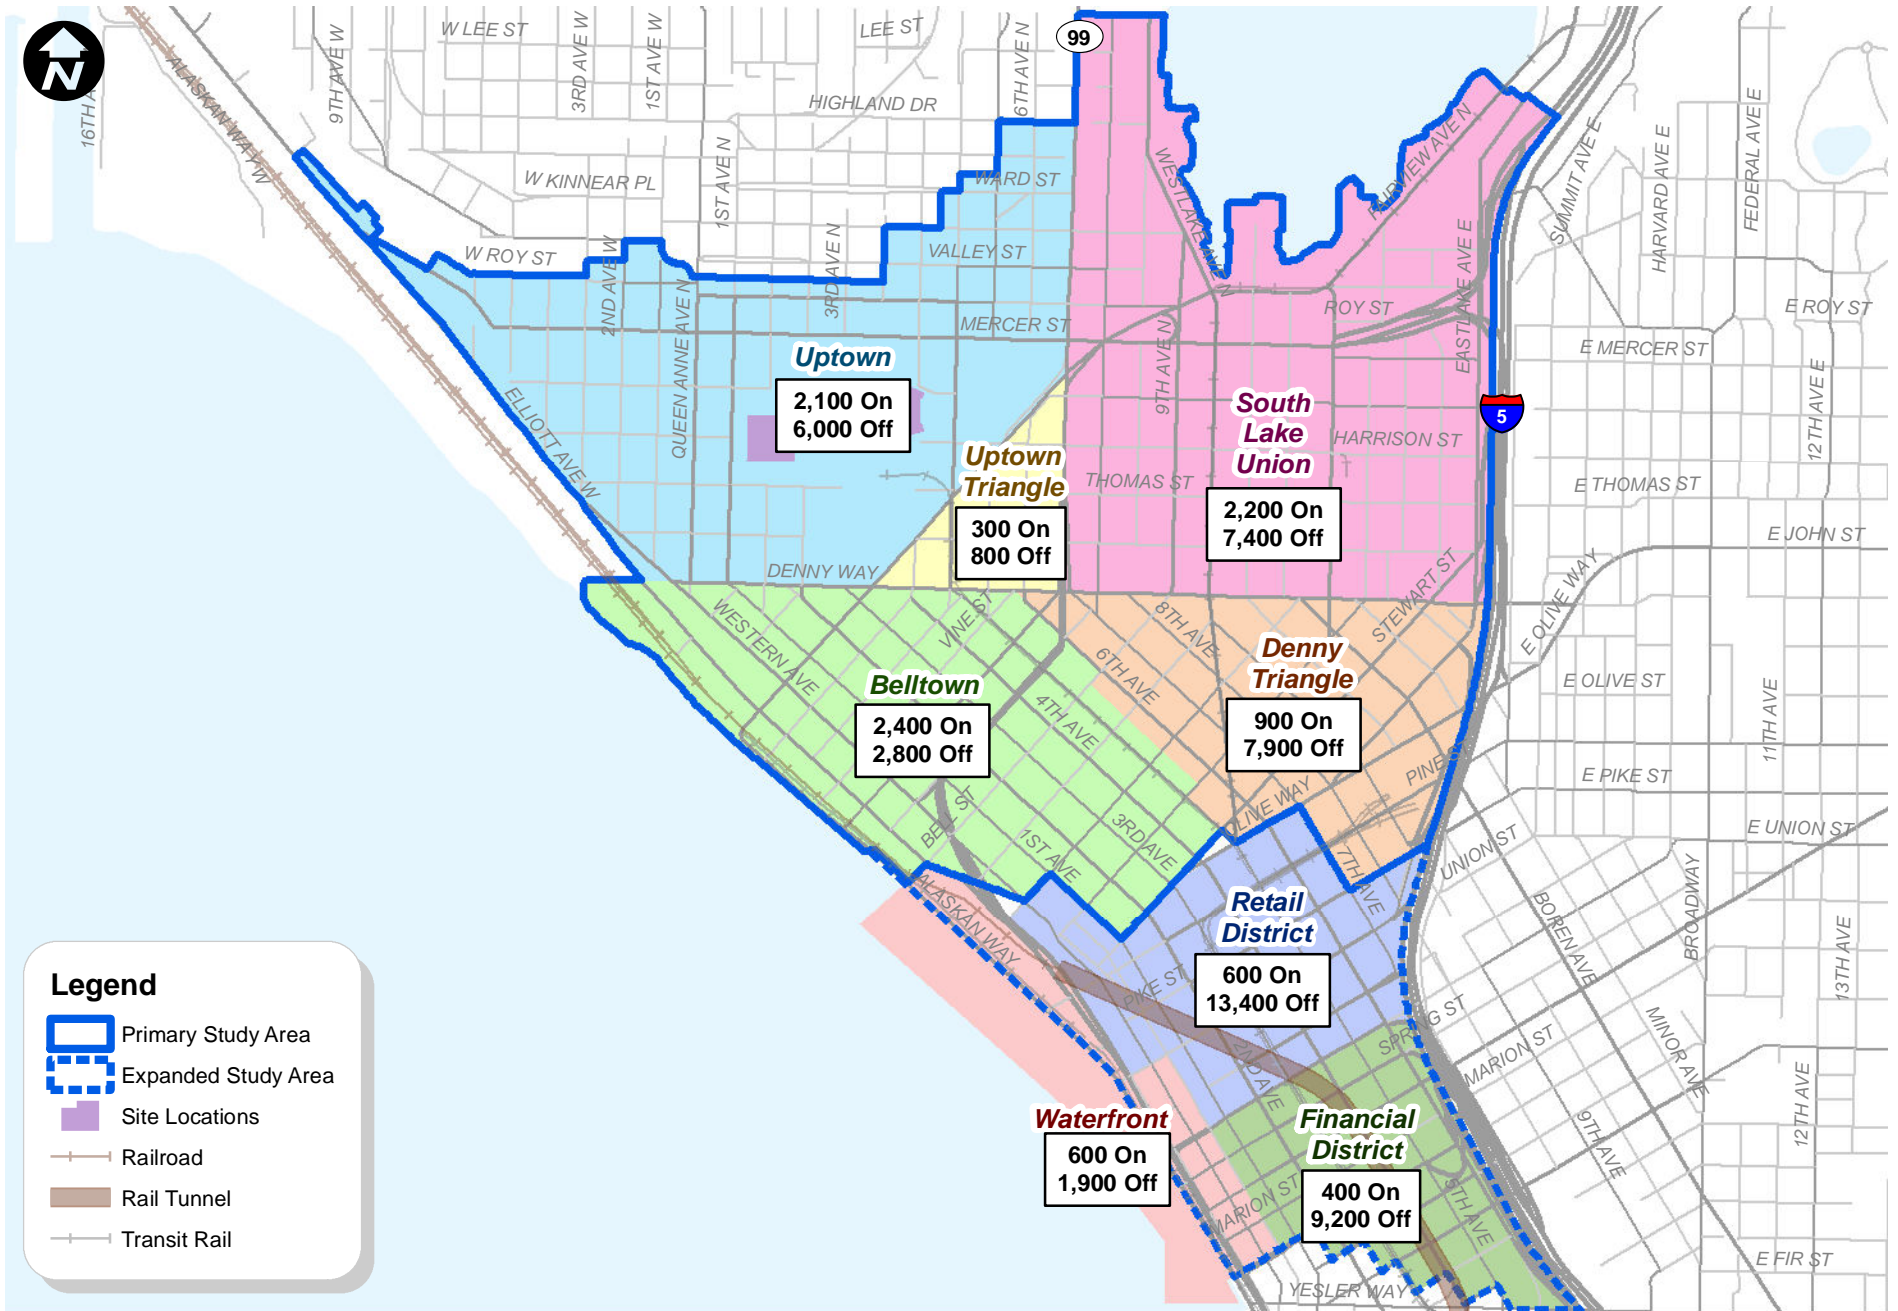 N
16TH A
ALASKAN WAY W
9TH AVE W
W LEE ST
3RD AVE W
1ST AVE W
LEE ST
HIGHLAND DR
6TH AVE N
99
W KINNEAR PL
1ST AVE N
WARD ST
WESTLAKE AVE N
FAIRVIEW AVE N
SUMMIT AVE E
HARVARD AVE E
FEDERAL AVE E
W ROY ST
2ND AVE W
QUEEN ANNE AVE N
3RD AVE N
VALLEY ST
MERCER ST
9TH AVE N
ROY ST
EASTLAKE AVE E
E ROY ST
E MERCER ST
12TH AVE E
Uptown
2,100 On
6,000 Off
ELLIOTT AVE W
Uptown
Triangle
300 On
800 Off
THOMAS ST
South
Lake
Union
2,200 On
7,400 Off
HARRISON ST
5
E THOMAS ST
E JOHN ST
DENNY WAY
WESTERN AVE
VINE ST
8TH AVE
6TH AVE
STEWART ST
E OLIVE WAY
E OLIVE ST
11TH AVE
Belltown
2,400 On
2,800 Off
4TH AVE
Denny
Triangle
900 On
7,900 Off
PINE
E PIKE ST
BELL ST
1ST AVE
3RD AVE
OLIVE WAY
7TH AVE
UNION ST
E UNION ST
ALASKAN WAY
Retail
District
600 On
13,400 Off
PIKE ST
2ND AVE
SPRING ST
MARION ST
BOREN AVE
BROADWAY
MINOR AVE
13TH AVE
12TH AVE
9TH AVE
Waterfront
600 On
1,900 Off
MARION ST
Financial
District
400 On
9,200 Off
5TH AVE
YESLER WAY
E FIR ST
Legend
Primary Study Area
Expanded Study Area
Site Locations
Railroad
Rail Tunnel
Transit Rail